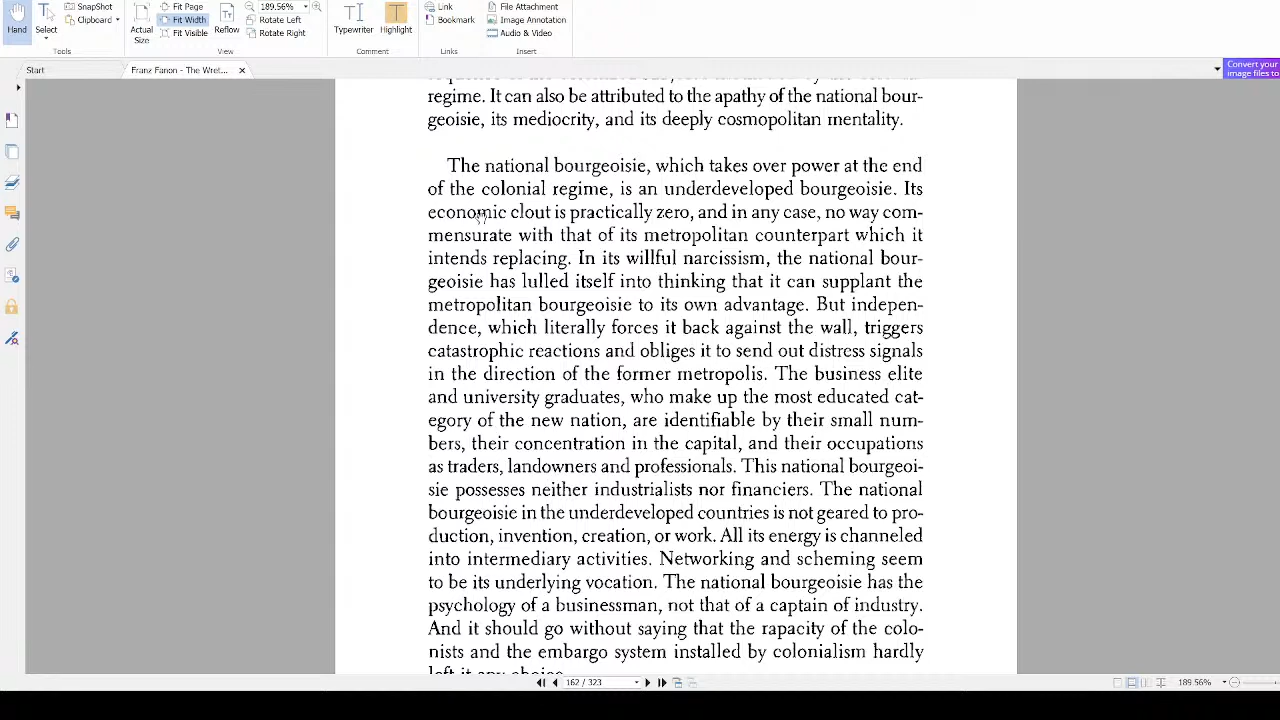 SnapShot
Fit Page
189.56%
Link
File Attachment
Clipboard
Fit Width
Rotate Left
Bookmark
Image Annotation
Hand
Select
Actual Size
Fit Visible
Reflow
Rotate Right
Typewriter
Highlight
Audio & Video
Tools
View
Comment
Links
Insert
Start
Franz Fanon - The Wret...
Convert your
image files to
regime. It can also be attributed to the apathy of the national bour-
geoisie, its mediocrity, and its deeply cosmopolitan mentality.
The national bourgeoisie, which takes over power at the end
of the colonial regime, is an underdeveloped bourgeoisie. Its
economic clout is practically zero, and in any case, no way com-
mensurate with that of its metropolitan counterpart which it
intends replacing. In its willful narcissism, the national bour-
geoisie has lulled itself into thinking that it can supplant the
metropolitan bourgeoisie to its own advantage. But indepen-
dence, which literally forces it back against the wall, triggers
catastrophic reactions and obliges it to send out distress signals
in the direction of the former metropolis. The business elite
and university graduates, who make up the most educated cat-
egory of the new nation, are identifiable by their small num-
bers, their concentration in the capital, and their occupations
as traders, landowners and professionals. This national bourgeoi-
sie possesses neither industrialists nor financiers. The national
bourgeoisie in the underdeveloped countries is not geared to pro-
duction, invention, creation, or work. All its energy is channeled
into intermediary activities. Networking and scheming seem
to be its underlying vocation. The national bourgeoisie has the
psychology of a businessman, not that of a captain of industry.
And it should go without saying that the rapacity of the colo-
nists and the embargo system installed by colonialism hardly
left it any choice.
162 / 323
189.56%